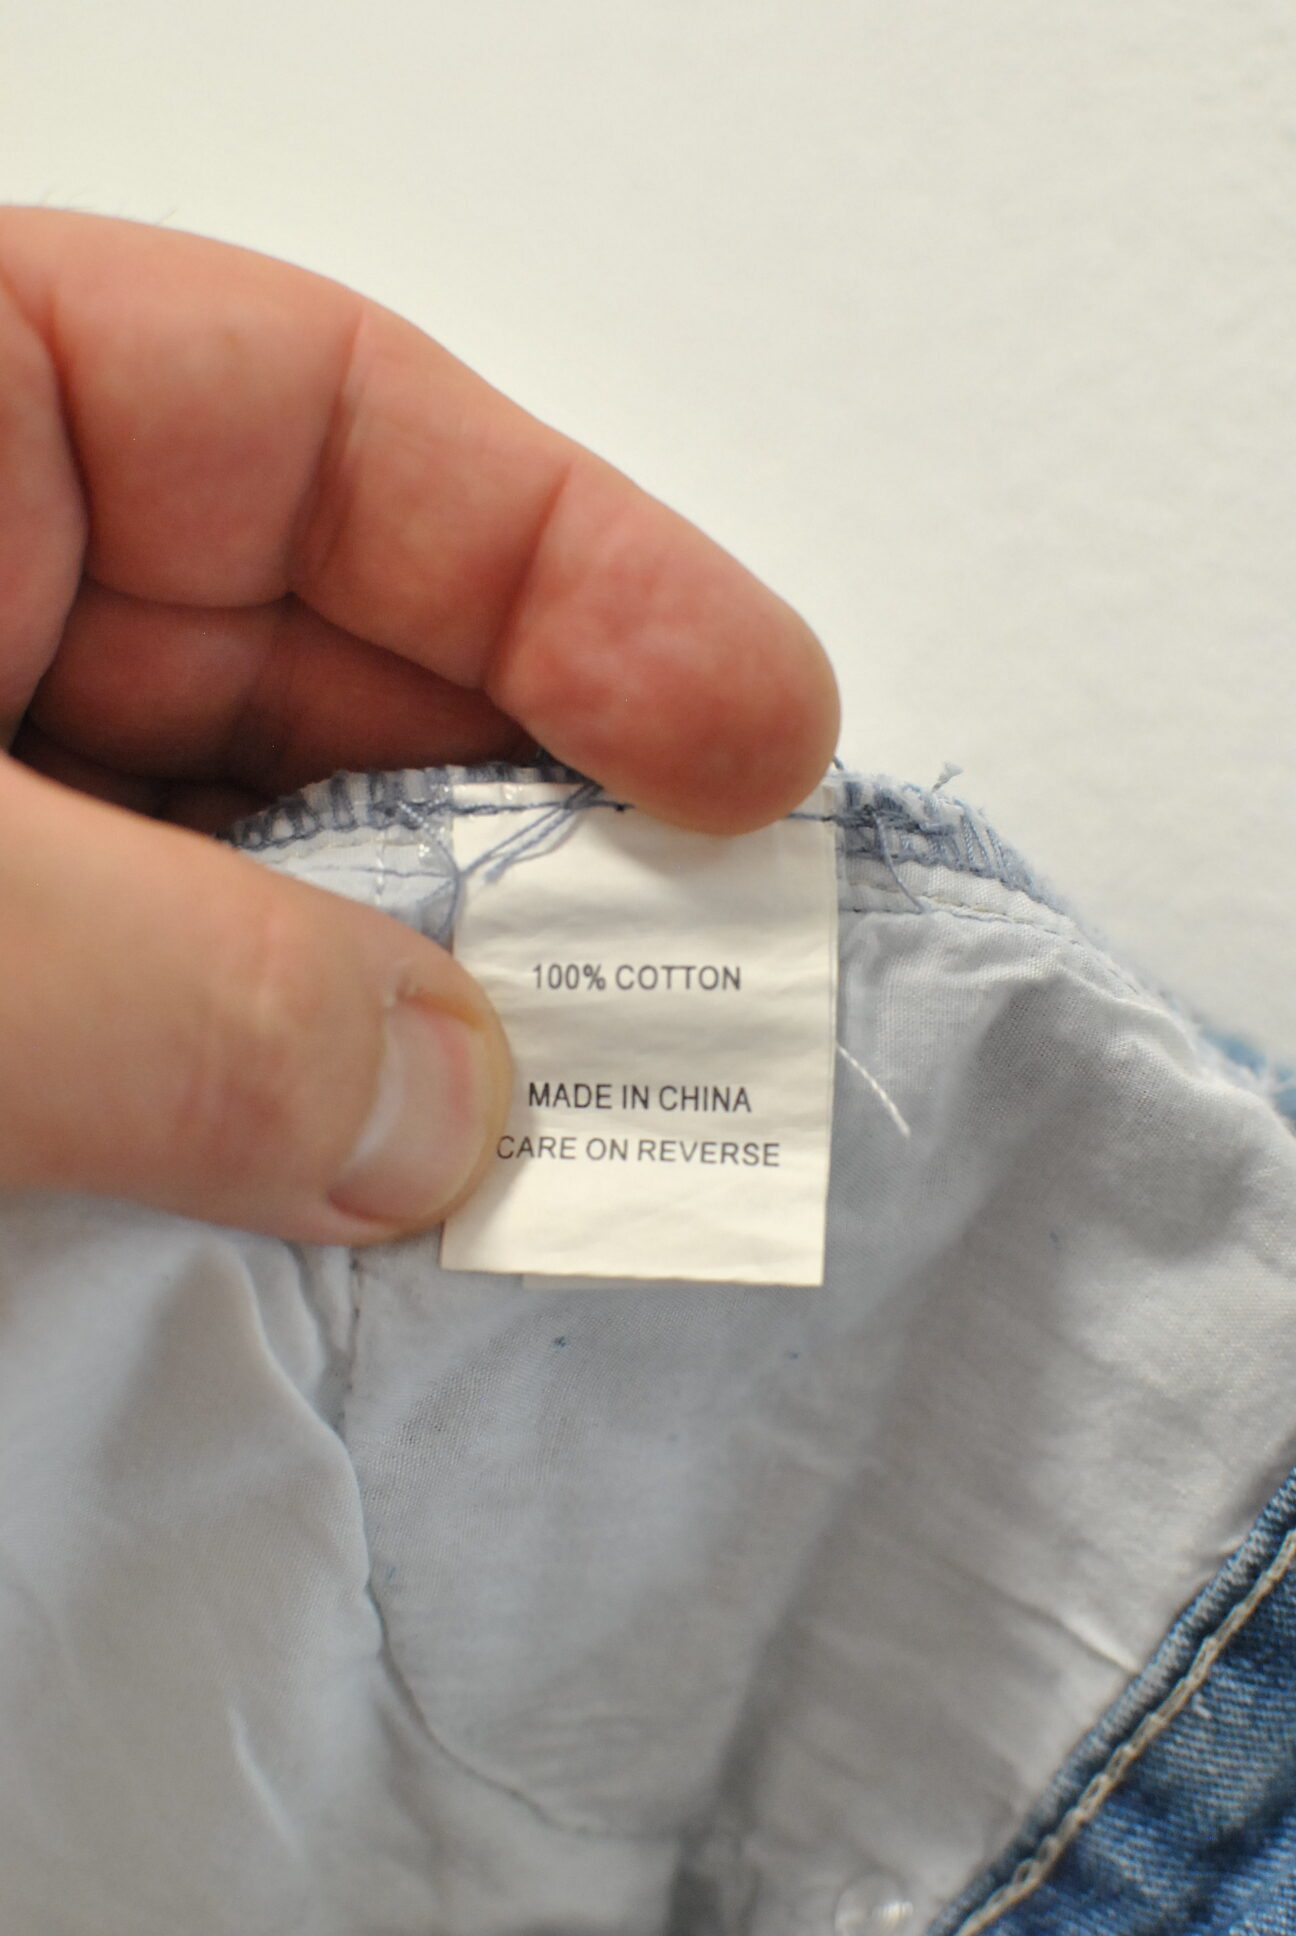 100% COTTON
MADE IN CHINA
CARE ON REVERSE